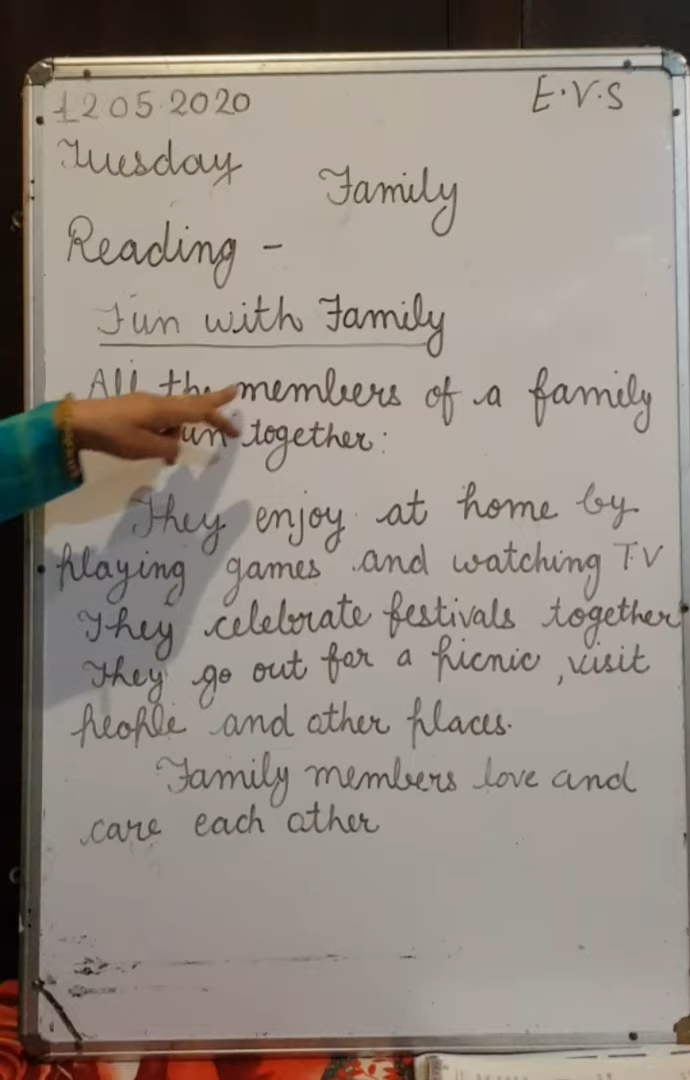 12 05 2020
E.V.S
Tuesday
Family
Reading -
Fun with Family
All the members of a family
un together:
They enjoy at home by
playing games and watching T.V
They celebrate festivals together
They go out for a picnic, visit
people and other places.
Family members love and
care each other